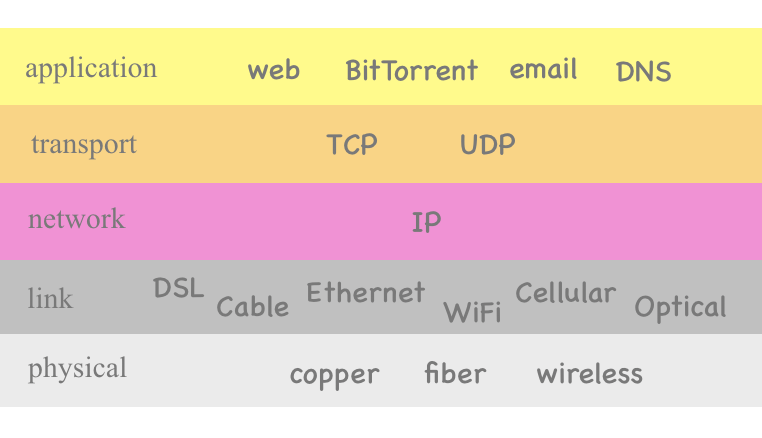 application web BitTorrent email DNS
transport TCP UDP
network IP
link DSL Cable Ethernet WiFi Cellular Optical
physical copper fiber wireless